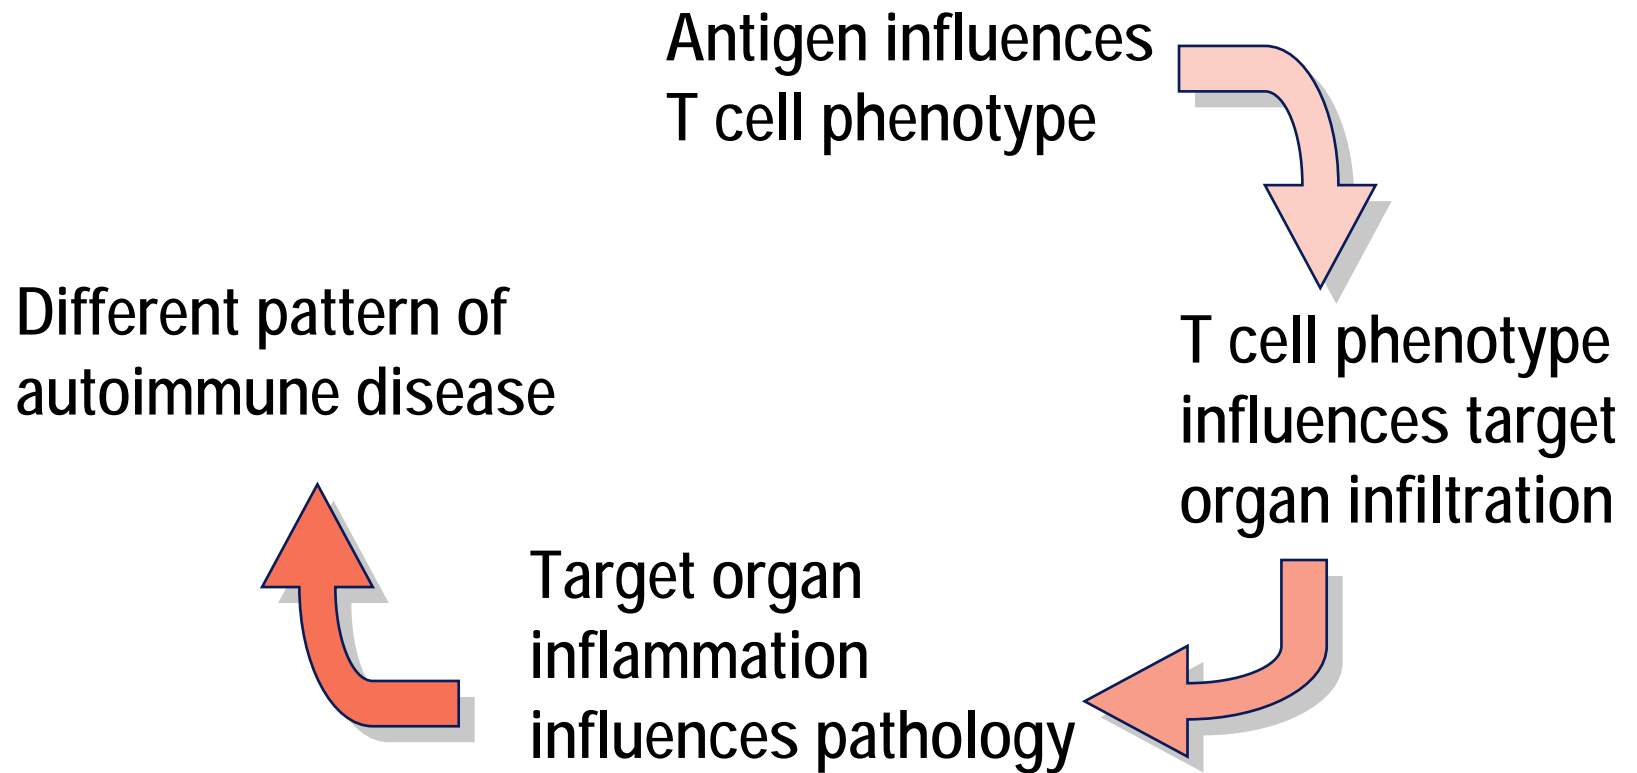 Antigen influences
T cell phenotype
T cell phenotype
influences target
organ infiltration
Target organ
inflammation
influences pathology
Different pattern of
autoimmune disease